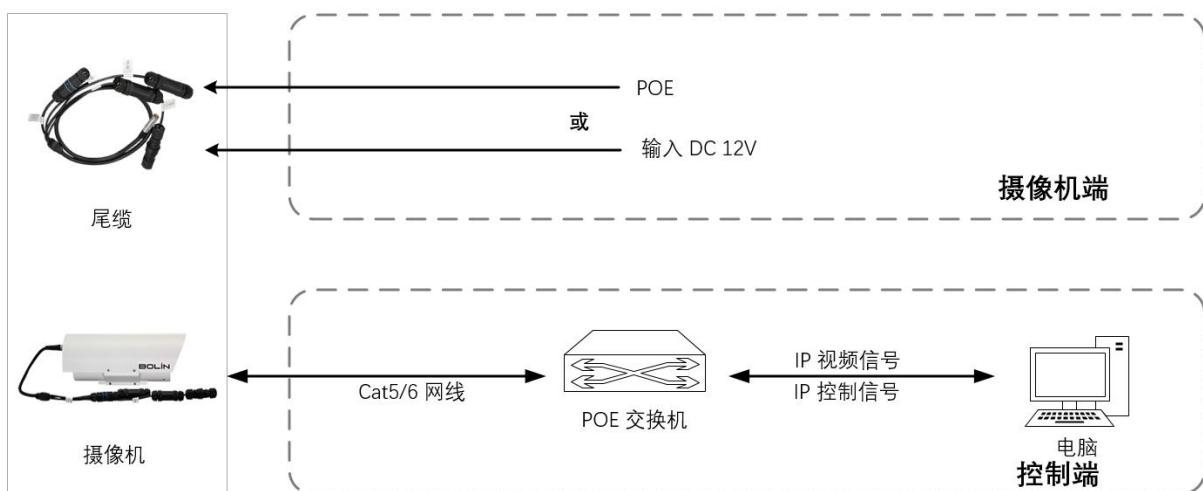 POE
或
输入 DC 12V
摄像机端
尾缆
BOLIN
Cat5/6 网线
POE 交换机
IP 视频信号
IP 控制信号
摄像机
电脑
控制端